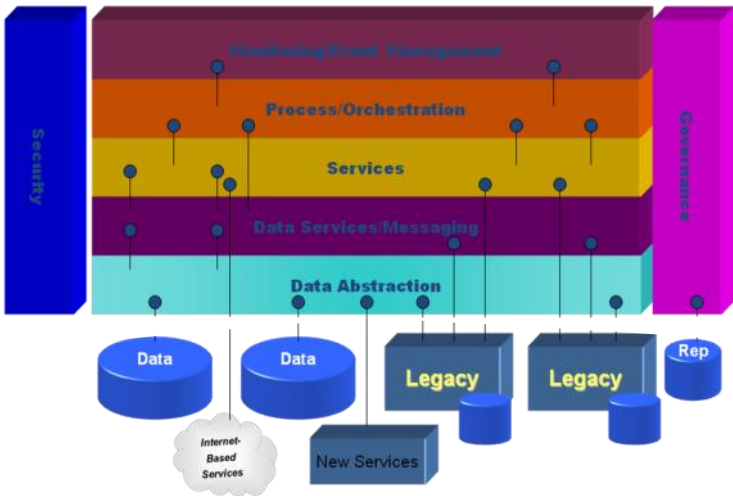 Monitoring/Event Management
Process/Orchestration
Services
Data Services/Messaging
Data Abstraction
Security
Governance
Data
Data
Legacy
Legacy
Rep
Internet-
Based
Services
New Services